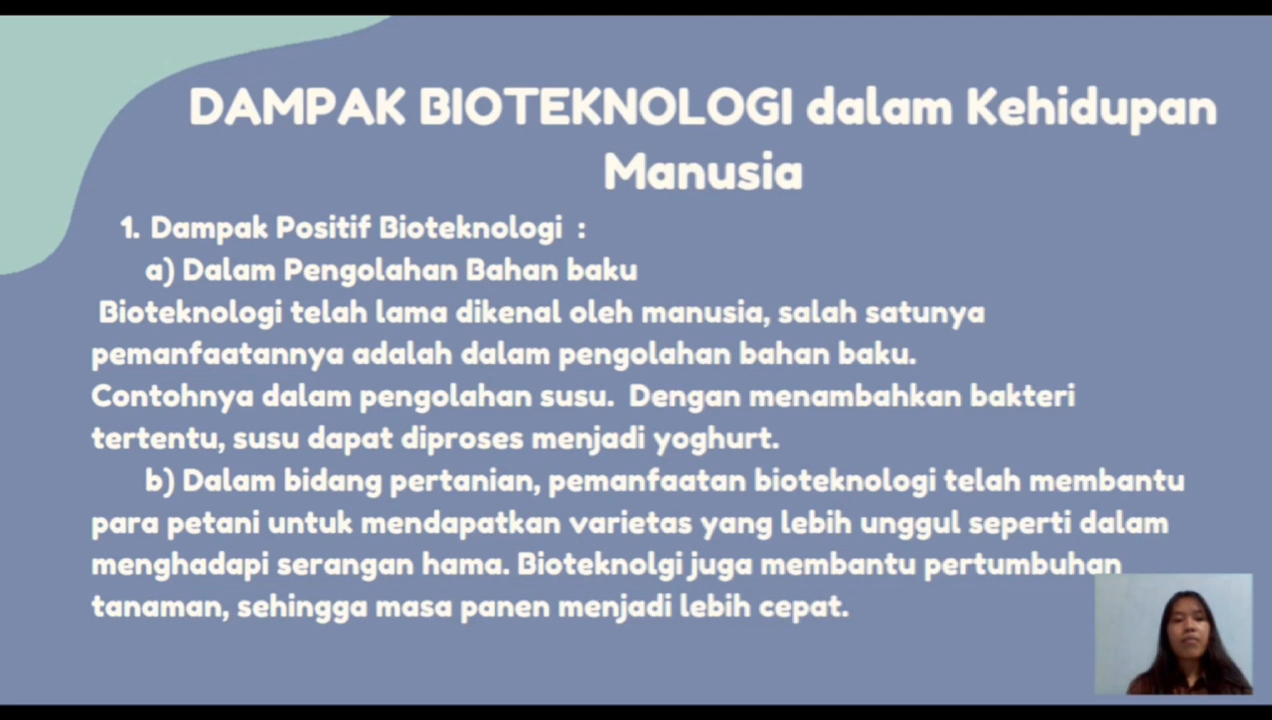 DAMPAK BIOTEKNOLOGI dalam Kehidupan
Manusia
1. Dampak Positif Bioteknologi :
a) Dalam Pengolahan Bahan baku
Bioteknologi telah lama dikenal oleh manusia, salah satunya
pemanfaatannya adalah dalam pengolahan bahan baku.
Contohnya dalam pengolahan susu. Dengan menambahkan bakteri
tertentu, susu dapat diproses menjadi yoghurt.
b) Dalam bidang pertanian, pemanfaatan bioteknologi telah membantu
para petani untuk mendapatkan varietas yang lebih unggul seperti dalam
menghadapi serangan hama. Bioteknolgi juga membantu pertumbuhan
tanaman, sehingga masa panen menjadi lebih cepat.